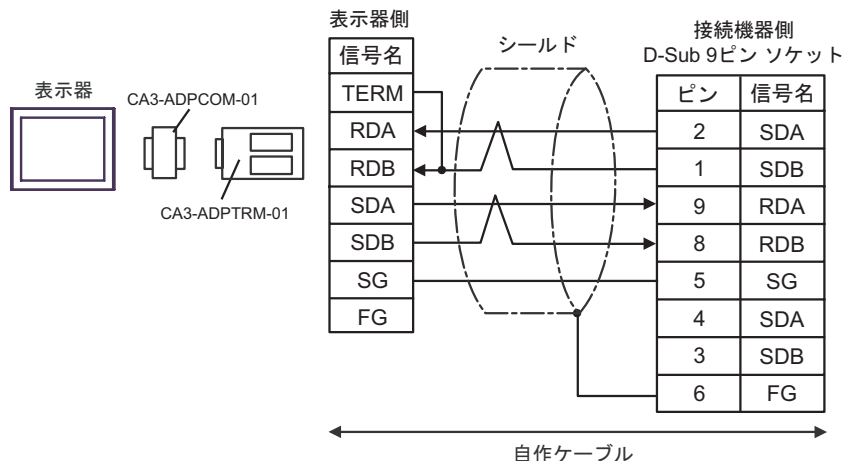 表示器
CA3-ADPCOM-01
CA3-ADPTRM-01
表示器側
信号名
TERM
RDA
RDB
SDA
SDB
SG
FG
シールド
接続機器側
D-Sub 9ピン ソケット
ピン 信号名
2 SDA
1 SDB
9 RDA
8 RDB
5 SG
4 SDA
3 SDB
6 FG
自作ケーブル